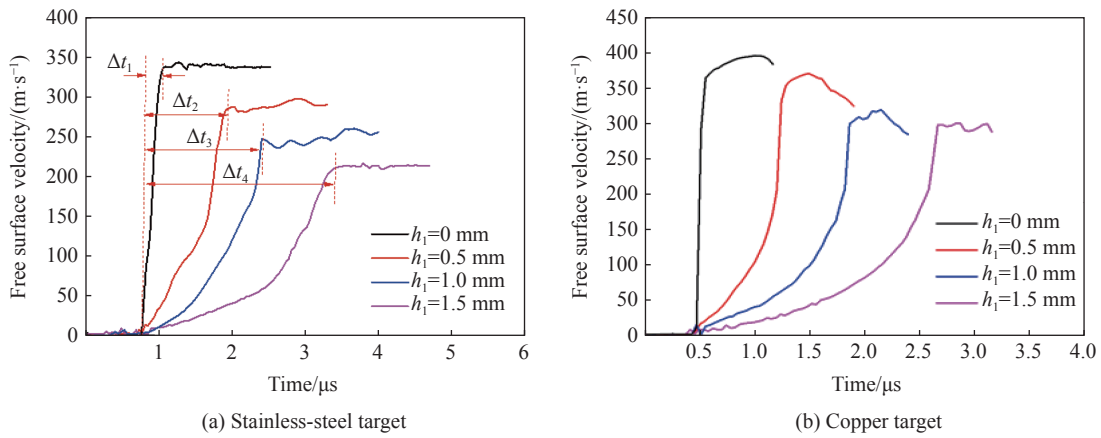 400
350
300
250
200
150
100
50
0
Free surface velocity/(m·s⁻¹)
Δt₁
Δt₂
Δt₃
Δt₄
h₁=0 mm
h₁=0.5 mm
h₁=1.0 mm
h₁=1.5 mm
1 2 3 4 5 6
Time/μs
(a) Stainless-steel target
450
400
350
300
250
200
150
100
50
0
Free surface velocity/(m·s⁻¹)
h₁=0 mm
h₁=0.5 mm
h₁=1.0 mm
h₁=1.5 mm
0.5 1.0 1.5 2.0 2.5 3.0 3.5 4.0
Time/μs
(b) Copper target